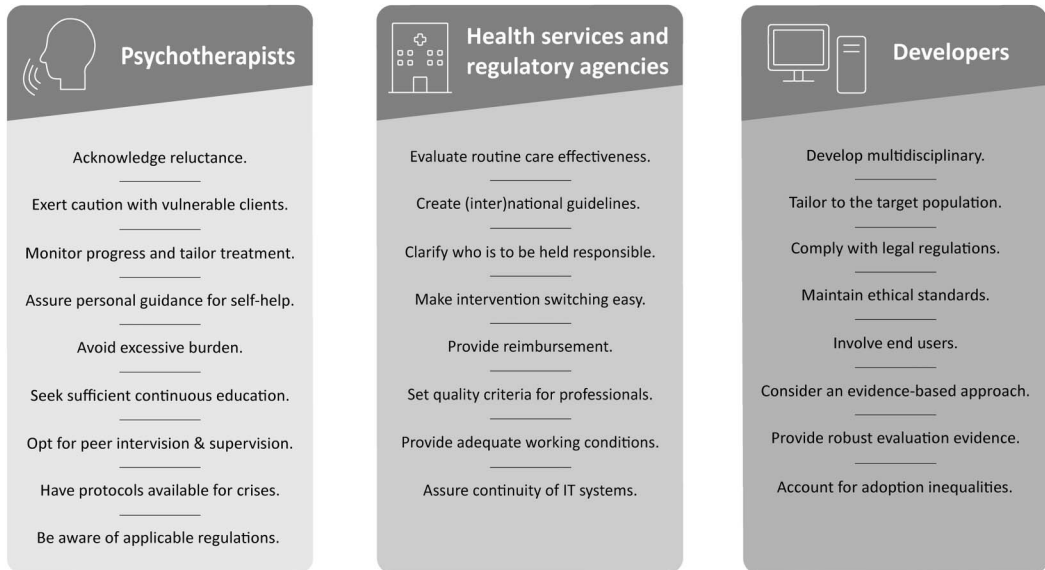 Psychotherapists
Acknowledge reluctance.
Exert caution with vulnerable clients.
Monitor progress and tailor treatment.
Assure personal guidance for self-help.
Avoid excessive burden.
Seek sufficient continuous education.
Opt for peer intervision & supervision.
Have protocols available for crises.
Be aware of applicable regulations.
Health services and
regulatory agencies
Evaluate routine care effectiveness.
Create (inter)national guidelines.
Clarify who is to be held responsible.
Make intervention switching easy.
Provide reimbursement.
Set quality criteria for professionals.
Provide adequate working conditions.
Assure continuity of IT systems.
Developers
Develop multidisciplinary.
Tailor to the target population.
Comply with legal regulations.
Maintain ethical standards.
Involve end users.
Consider an evidence-based approach.
Provide robust evaluation evidence.
Account for adoption inequalities.